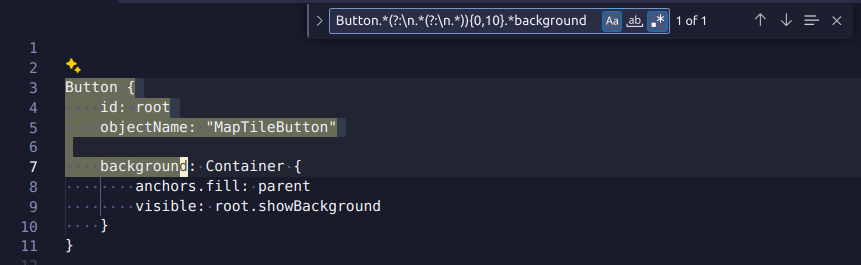 Button.*(?:\n.*(?:\n.*)){0,10}.*background Aa ab .* 1 of 1
1
2
3 Button {
4 id: root
5 objectName: "MapTileButton"
6
7 background: Container {
8 anchors.fill: parent
9 visible: root.showBackground
10 }
11 }
12